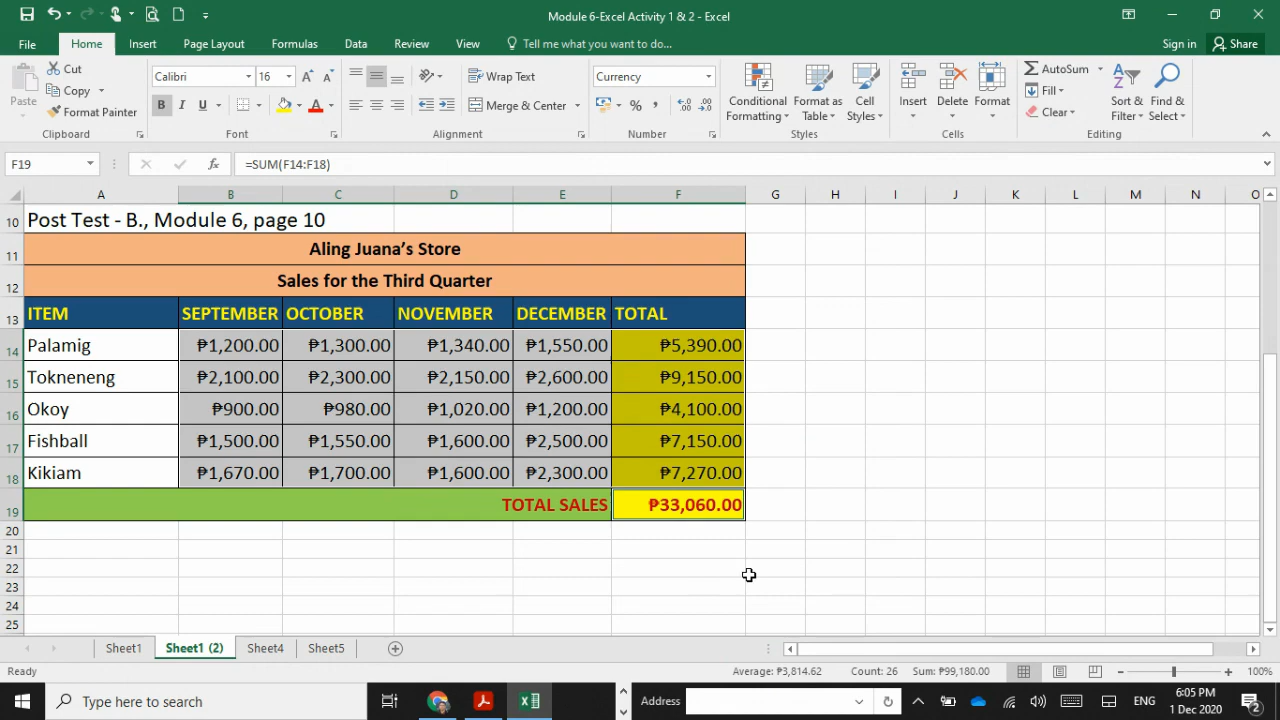 Module 6-Excel Activity 1 & 2 - Excel
File Home Insert Page Layout Formulas Data Review View Tell me what you want to do... Sign in Share
Paste
Cut
Copy
Format Painter
Clipboard
Calibri 16
B I U
Font
Wrap Text
Merge & Center
Alignment
Currency
%
Number
Conditional Formatting
Format as Table
Cell Styles
Styles
Insert Delete Format
Cells
AutoSum
Fill
Clear
Sort & Filter
Find & Select
Editing
F19 fx =SUM(F14:F18)
A B C D E F G H I J K L M N O
10 Post Test - B., Module 6, page 10
11 Aling Juana’s Store
12 Sales for the Third Quarter
13 ITEM SEPTEMBER OCTOBER NOVEMBER DECEMBER TOTAL
14 Palamig ₱1,200.00 ₱1,300.00 ₱1,340.00 ₱1,550.00 ₱5,390.00
15 Tokneneng ₱2,100.00 ₱2,300.00 ₱2,150.00 ₱2,600.00 ₱9,150.00
16 Okoy ₱900.00 ₱980.00 ₱1,020.00 ₱1,200.00 ₱4,100.00
17 Fishball ₱1,500.00 ₱1,550.00 ₱1,600.00 ₱2,500.00 ₱7,150.00
18 Kikiam ₱1,670.00 ₱1,700.00 ₱1,600.00 ₱2,300.00 ₱7,270.00
19 TOTAL SALES ₱33,060.00
20
21
22
23
24
25
Sheet1 Sheet1 (2) Sheet4 Sheet5
Ready Average: ₱3,814.62 Count: 26 Sum: ₱99,180.00 100%
Type here to search Address ENG 6:05 PM
1 Dec 2020 2